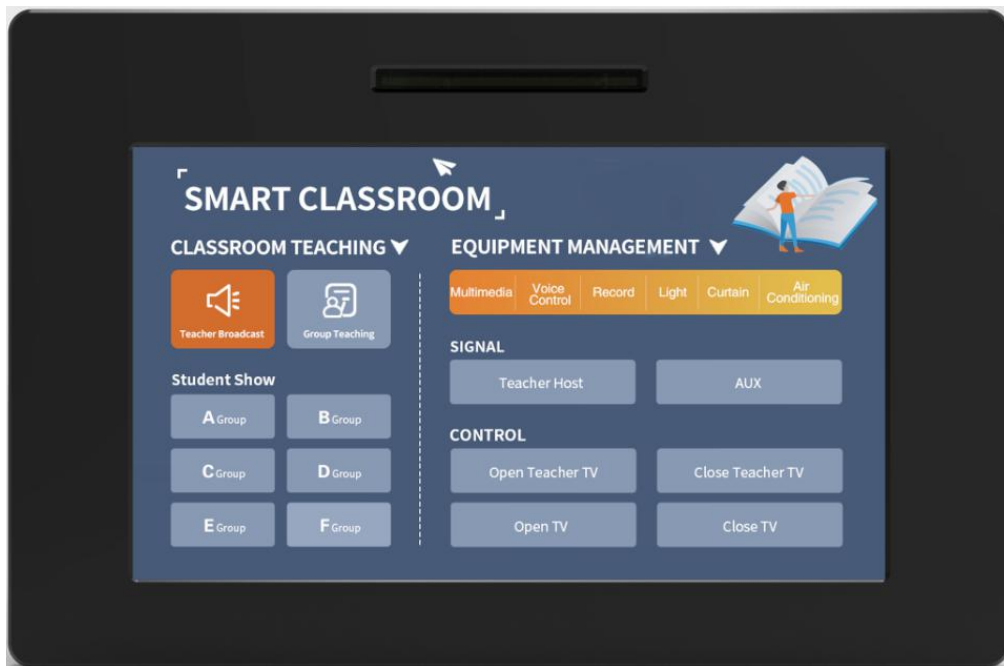 SMART CLASSROOM
CLASSROOM TEACHING
Teacher Broadcast
Group Teaching
Student Show
A Group
B Group
C Group
D Group
E Group
F Group
EQUIPMENT MANAGEMENT
Multimedia
Voice
Control
Record
Light
Curtain
Air
Conditioning
SIGNAL
Teacher Host
AUX
CONTROL
Open Teacher TV
Close Teacher TV
Open TV
Close TV